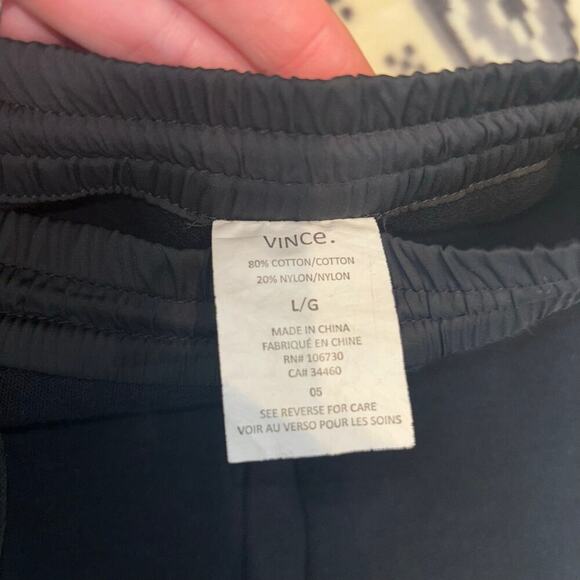 VINCe.
80% COTTON/COTTON
20% NYLON/NYLON
L/G
MADE IN CHINA
FABRIQUÉ EN CHINE
RN# 106730
CA# 34460
05
SEE REVERSE FOR CARE
VOIR AU VERSO POUR LES SOINS